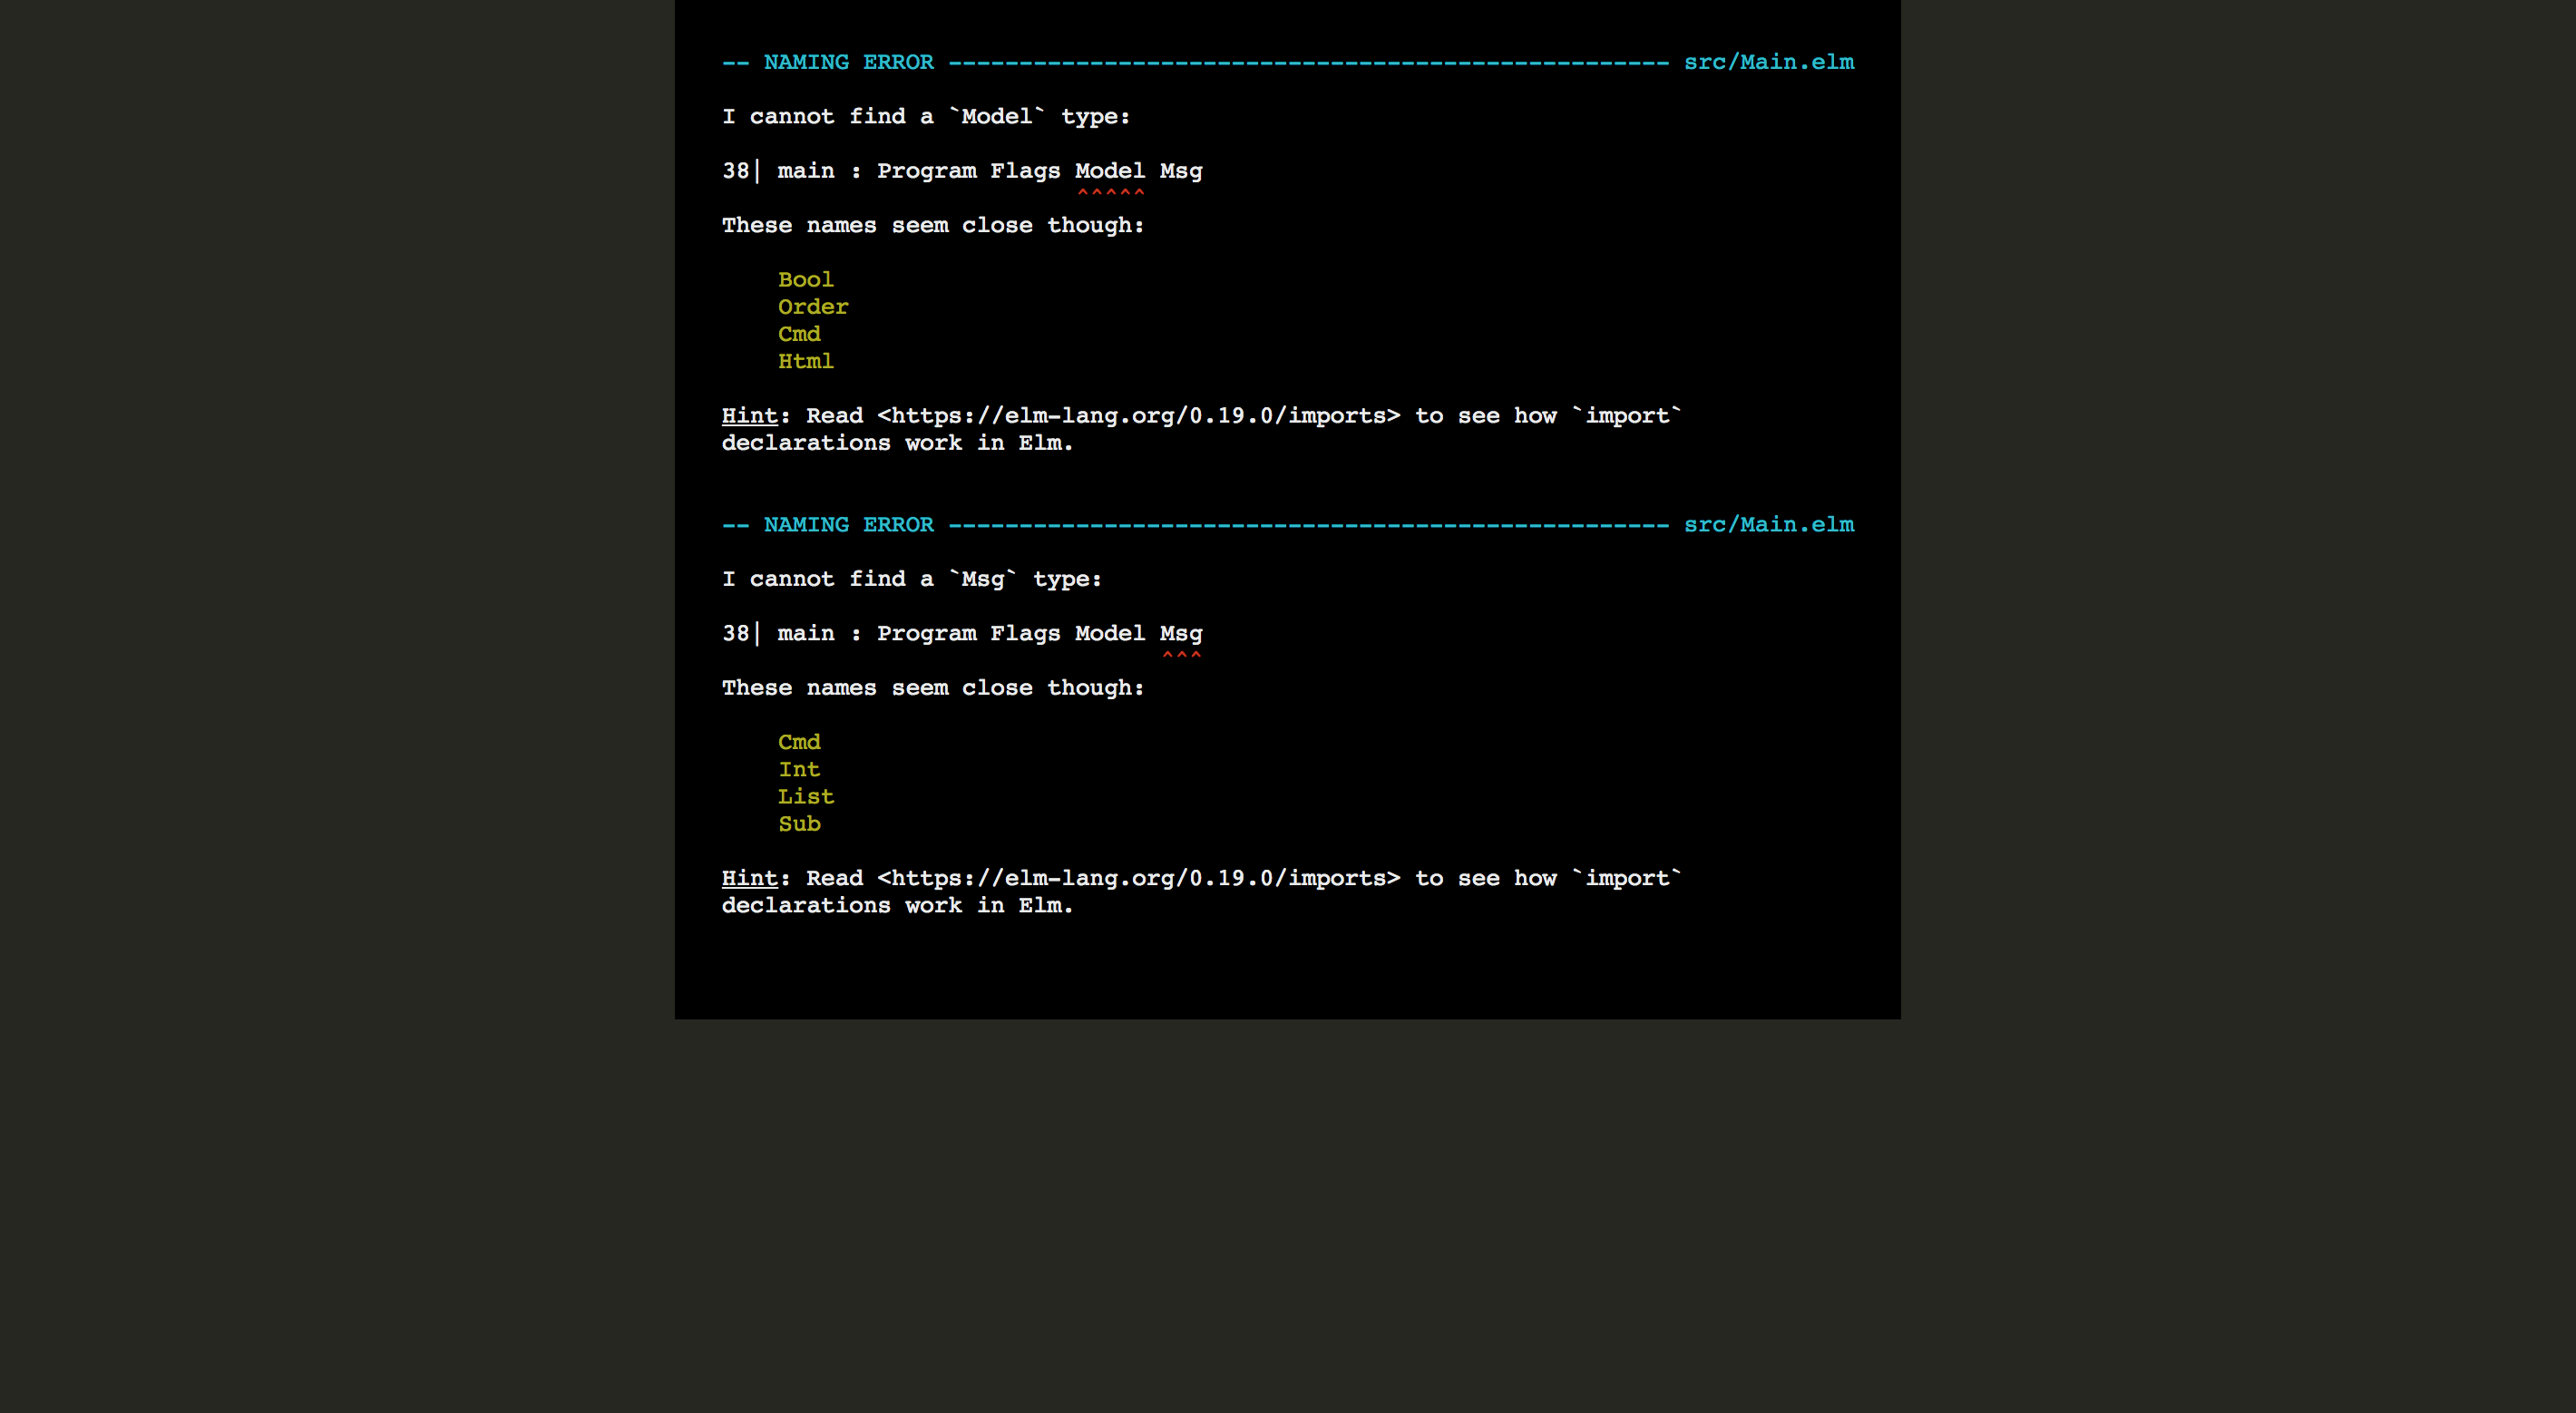 -- NAMING ERROR --------------------------------------------------- src/Main.elm
I cannot find a `Model` type:
38| main : Program Flags Model Msg
^^^^^
These names seem close though:
Bool
Order
Cmd
Html
Hint: Read <https://elm-lang.org/0.19.0/imports> to see how `import`
declarations work in Elm.
-- NAMING ERROR --------------------------------------------------- src/Main.elm
I cannot find a `Msg` type:
38| main : Program Flags Model Msg
^^^
These names seem close though:
Cmd
Int
List
Sub
Hint: Read <https://elm-lang.org/0.19.0/imports> to see how `import`
declarations work in Elm.